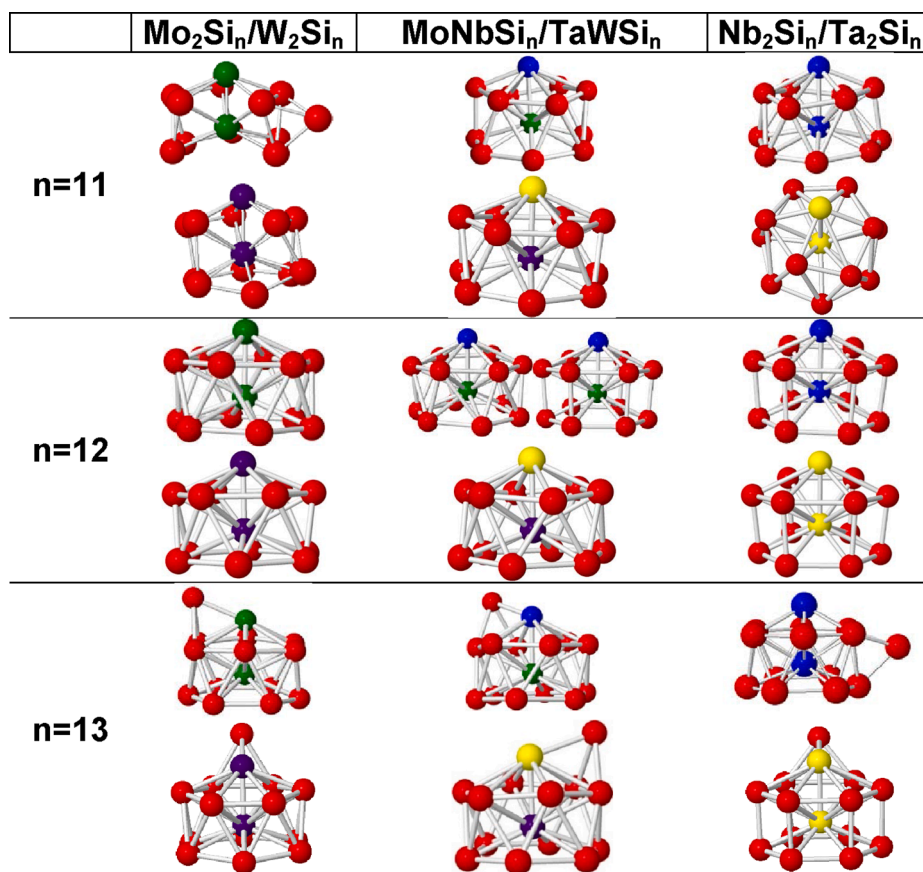 Mo₂Siₙ/W₂Siₙ MoNbSiₙ/TaWSiₙ Nb₂Siₙ/Ta₂Siₙ
n=11
n=12
n=13